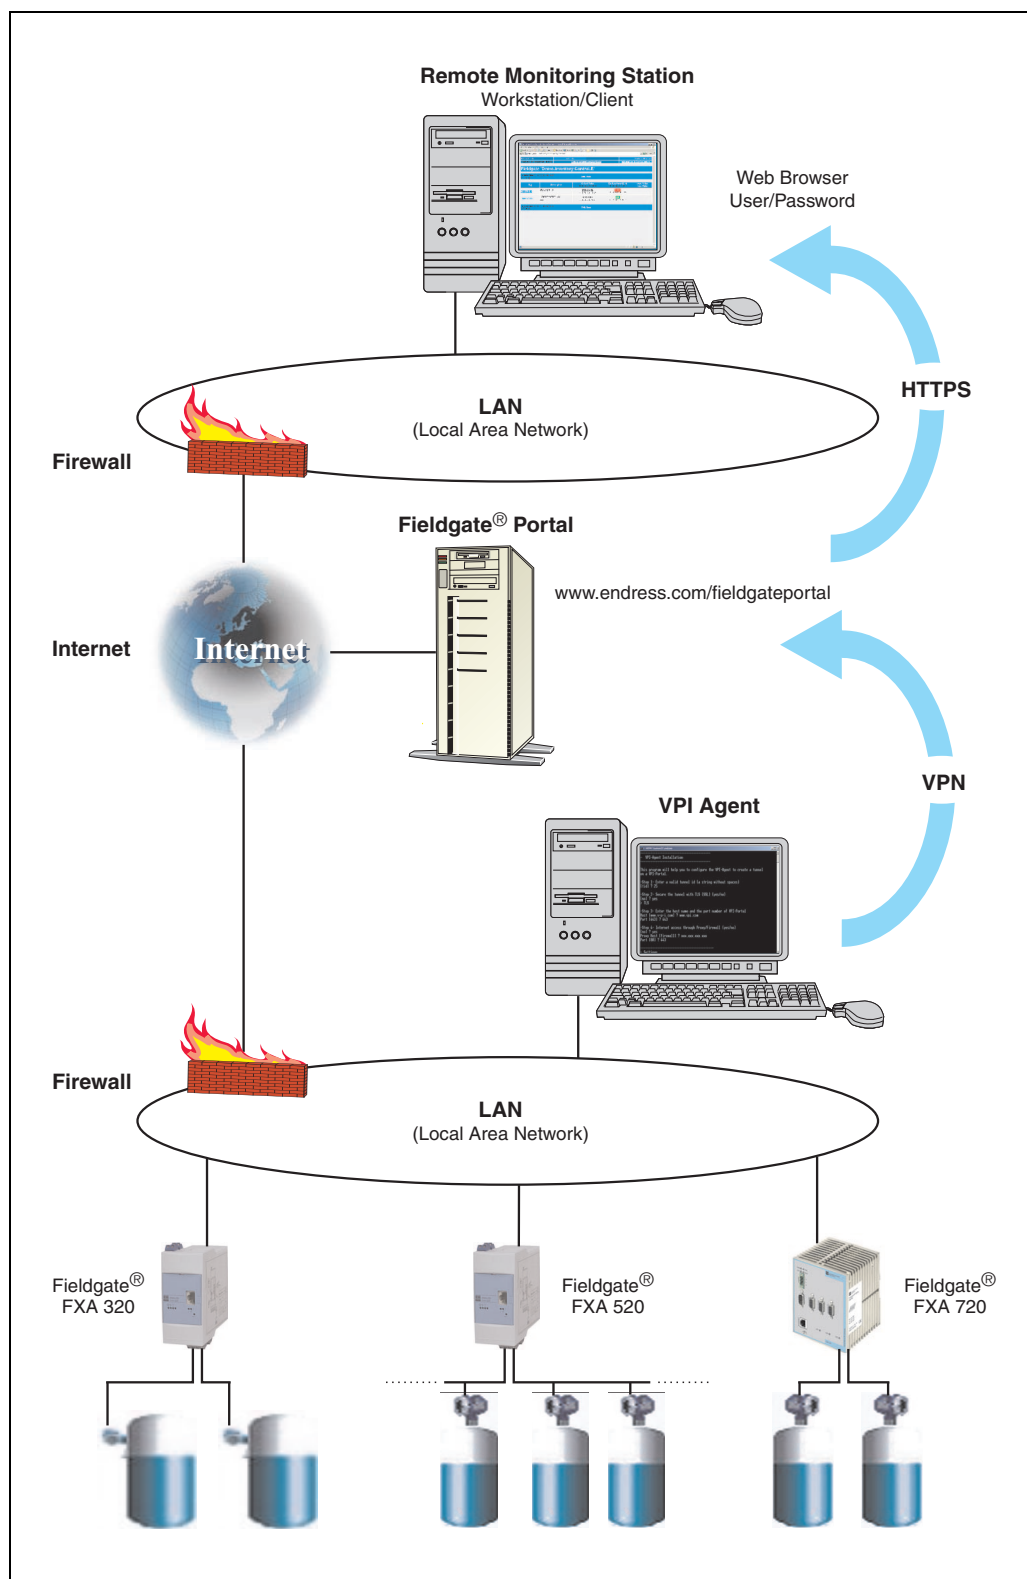 Remote Monitoring Station
Workstation/Client
Web Browser
User/Password
HTTPS
LAN
(Local Area Network)
Firewall
Fieldgate® Portal
www.endress.com/fieldgateportal
Internet
Internet
VPN
VPI Agent
Firewall
LAN
(Local Area Network)
Fieldgate®
FXA 320
Fieldgate®
FXA 520
Fieldgate®
FXA 720